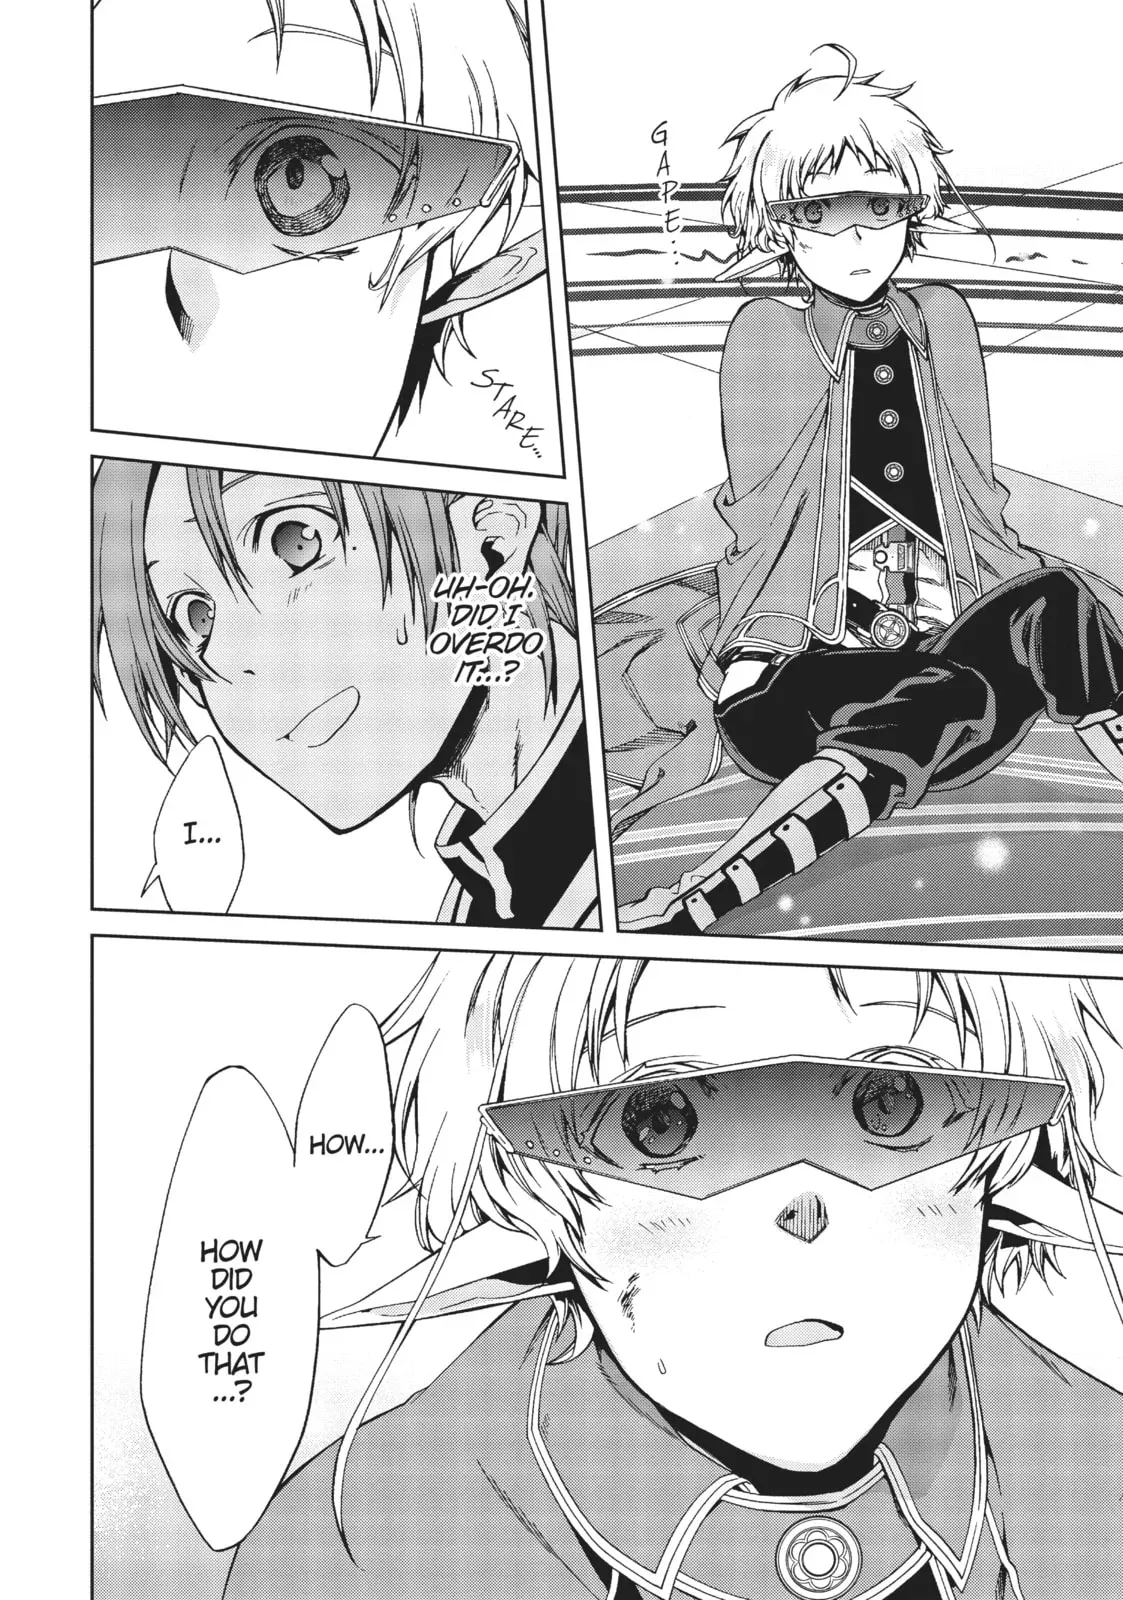 GAPE...
STARE...
UH-OH.
DID I
OVERDO
IT...?
I...
HOW...
HOW
DID
YOU
DO
THAT
...?